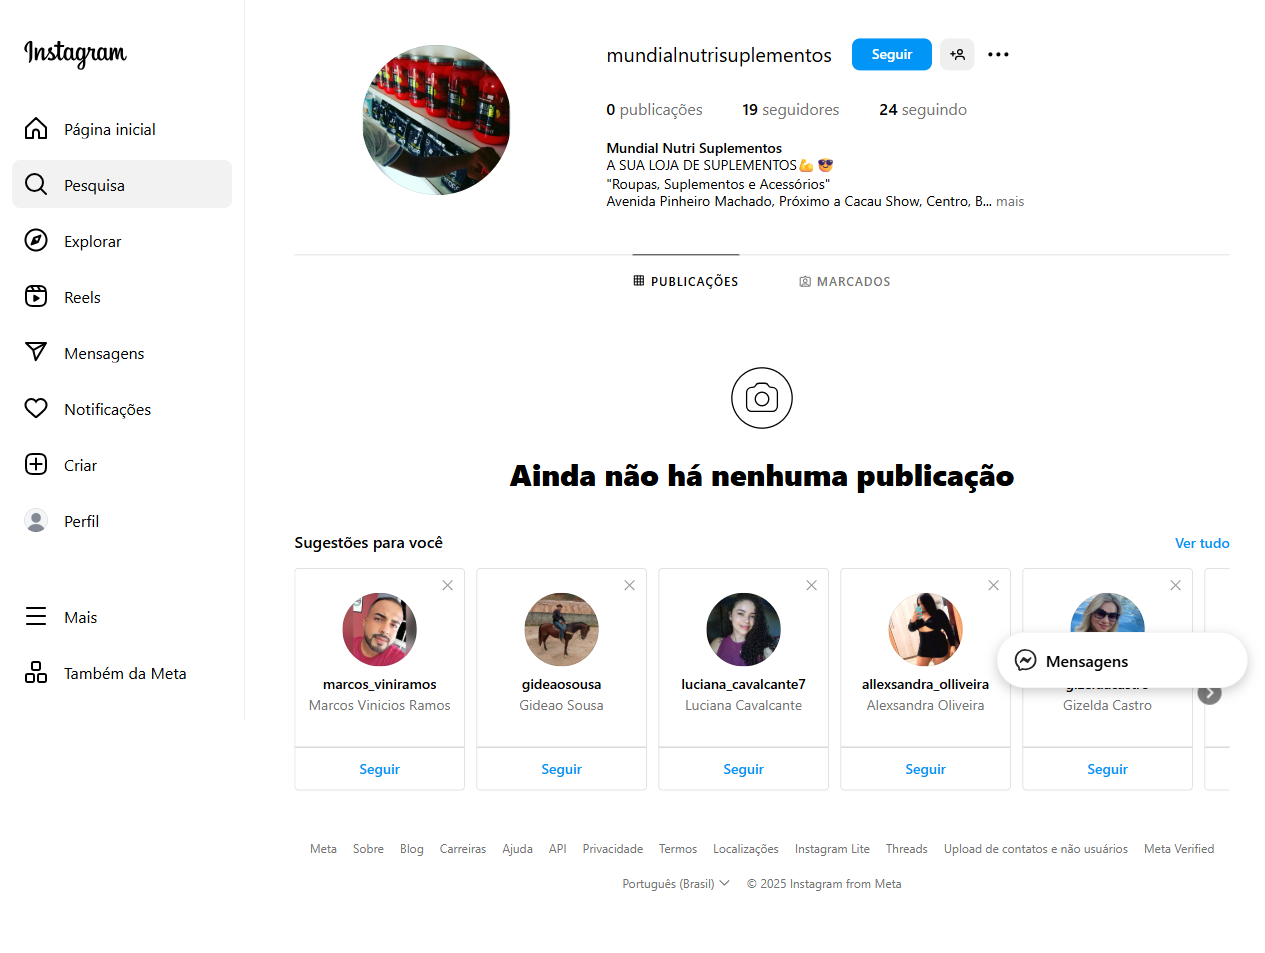 Instagram
Página inicial
Pesquisa
Explorar
Reels
Mensagens
Notificações
Criar
Perfil
Mais
Também da Meta
mundialnutrisuplementos
Seguir
0 publicações
19 seguidores
24 seguindo
Mundial Nutri Suplementos
A SUA LOJA DE SUPLEMENTOS💪😎
"Roupas, Suplementos e Acessórios"
Avenida Pinheiro Machado, Próximo a Cacau Show, Centro, B... mais
PUBLICAÇÕES
MARCADOS
Ainda não há nenhuma publicação
Sugestões para você
Ver tudo
marcos_viniramos
Marcos Vinicios Ramos
Seguir
gideaosousa
Gideao Sousa
Seguir
luciana_cavalcante7
Luciana Cavalcante
Seguir
allexsandra_olliveira
Alexsandra Oliveira
Seguir
Gizelda Castro
Seguir
Mensagens
Meta Sobre Blog Carreiras Ajuda API Privacidade Termos Localizações Instagram Lite Threads Upload de contatos e não usuários Meta Verified
Português (Brasil) © 2025 Instagram from Meta